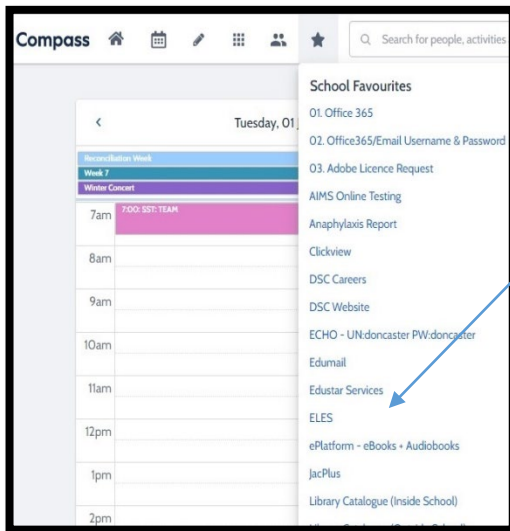 Compass
Search for people, activities
Tuesday, 01
Reconciliation Week
Week 7
Winter Concert
7am
7:00: SST: TEAM
8am
9am
10am
11am
12pm
1pm
2pm
School Favourites
01. Office 365
02. Office365/Email Username & Password
03. Adobe Licence Request
AIMS Online Testing
Anaphylaxis Report
Clickview
DSC Careers
DSC Website
ECHO - UN:doncaster PW:doncaster
Edumail
Edustar Services
ELES
ePlatform - eBooks + Audiobooks
JacPlus
Library Catalogue (Inside School)